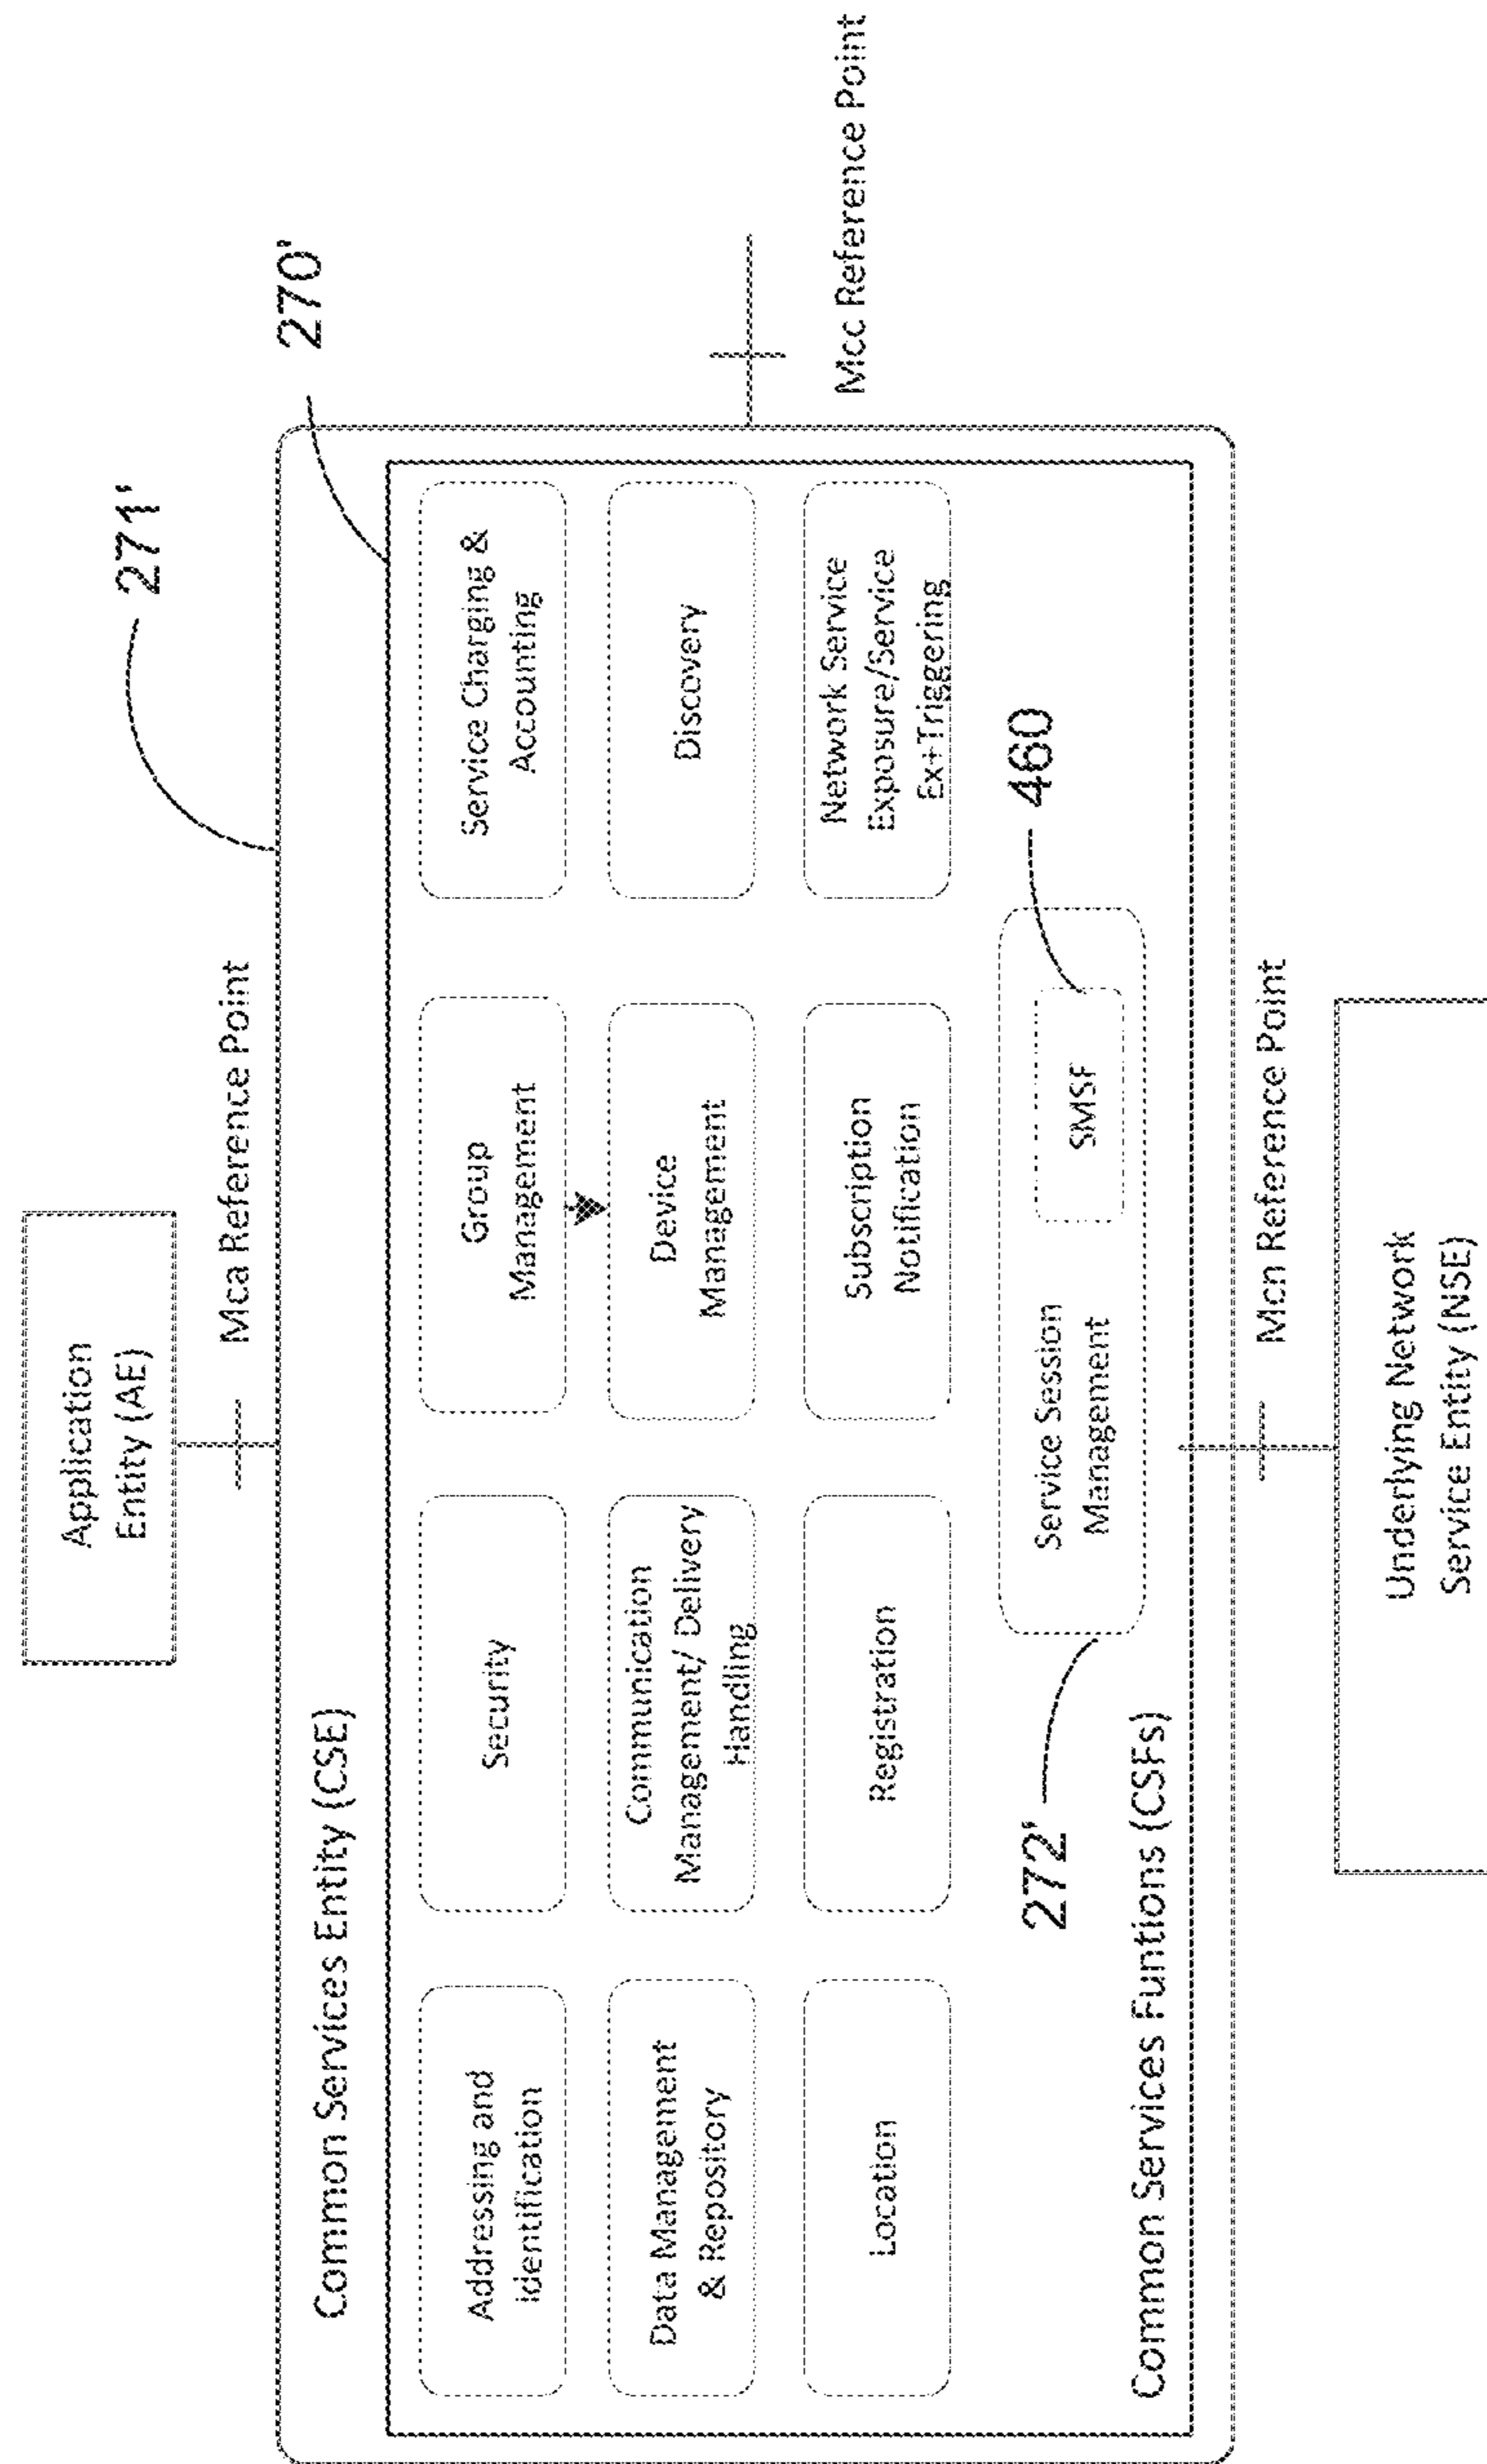 Application
Entity (AE)
Mca Reference Point
271'
270'
Common Services Entity (CSE)
Addressing and
Identification
Security
Group
Management
Service Charging &
Accounting
Data Management
& Repository
Communication
Management/ Delivery
Handling
Device
Management
Discovery
Location
Registration
Subscription
Notification
Network Service
Exposure/Service
Ex+Triggering
Mcc Reference Point
272'
Service Session
Management
SMSF
460
Common Services Funtions (CSFs)
Mcn Reference Point
Underlying Network
Service Entity (NSE)